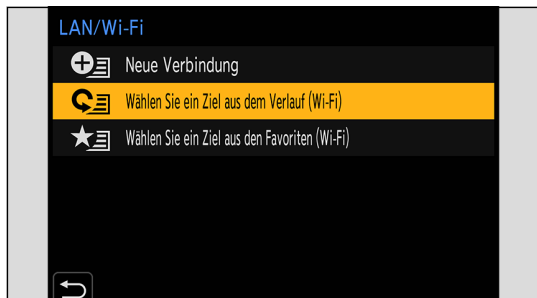 LAN/Wi-Fi
Neue Verbindung
Wählen Sie ein Ziel aus dem Verlauf (Wi-Fi)
Wählen Sie ein Ziel aus den Favoriten (Wi-Fi)